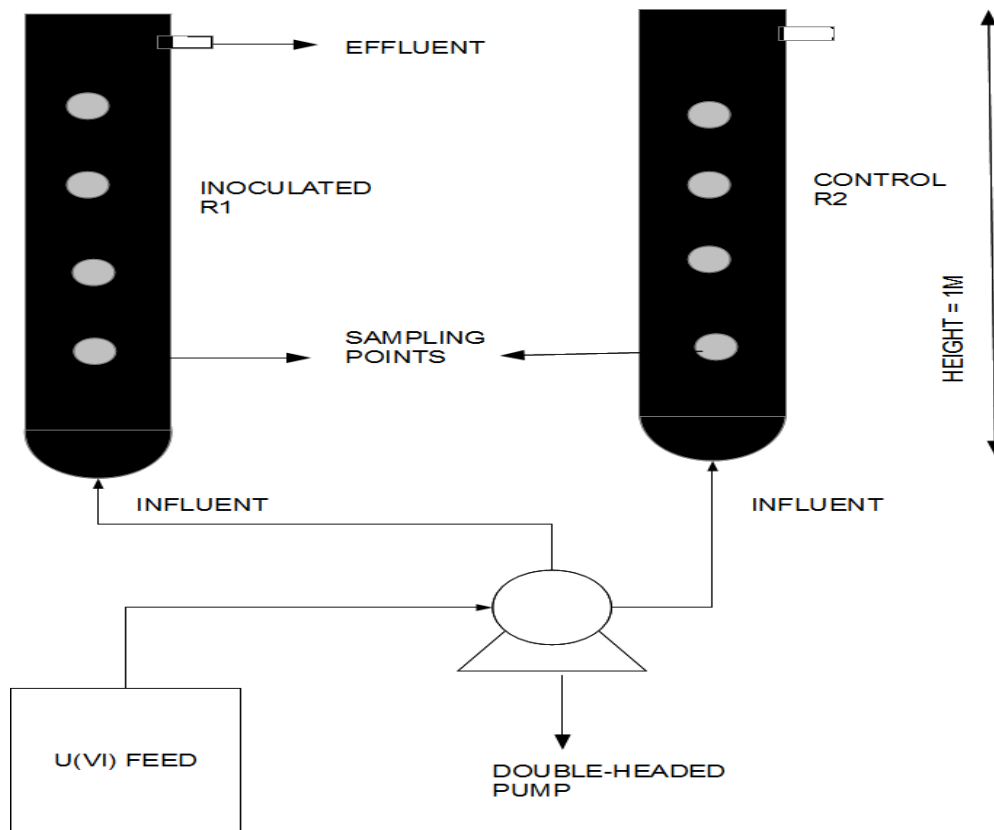 EFFLUENT
INOCULATED
R1
CONTROL
R2
HEIGHT = 1M
SAMPLING
POINTS
INFLUENT
INFLUENT
U(VI) FEED
DOUBLE-HEADED
PUMP